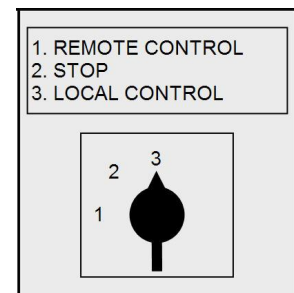 1. REMOTE CONTROL
2. STOP
3. LOCAL CONTROL
3
2
1